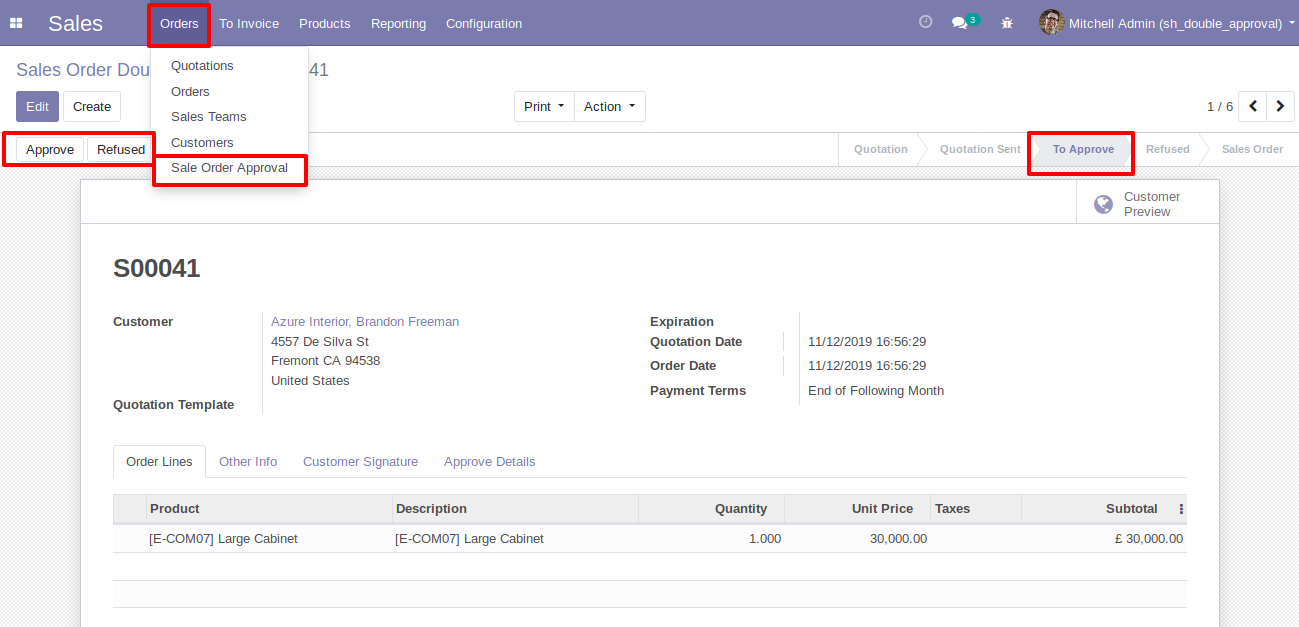 Sales Orders To Invoice Products Reporting Configuration 3 Mitchell Admin (sh_double_approval)
Sales Order Dou 41
Quotations
Orders
Sales Teams
Customers
Sale Order Approval
Edit Create Print Action 1 / 6
Approve Refused Quotation Quotation Sent To Approve Refused Sales Order
Customer
Preview
S00041
Customer Azure Interior, Brandon Freeman
4557 De Silva St
Fremont CA 94538
United States
Quotation Template
Expiration
Quotation Date 11/12/2019 16:56:29
Order Date 11/12/2019 16:56:29
Payment Terms End of Following Month
Order Lines Other Info Customer Signature Approve Details
Product Description Quantity Unit Price Taxes Subtotal
[E-COM07] Large Cabinet [E-COM07] Large Cabinet 1.000 30,000.00 £ 30,000.00